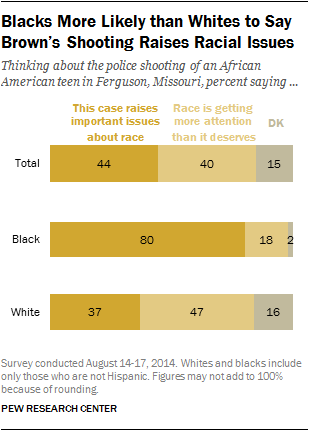 Blacks More Likely than Whites to Say
Brown's Shooting Raises Racial Issues
Thinking about the police shooting of an African
American teen in Ferguson, Missouri, percent saying ...
This case raises
important issues
about race
Race is getting
more attention
than it deserves
DK
Total
44
40
15
Black
80
18
2
White
37
47
16
Survey conducted August 14-17, 2014. Whites and blacks include
only those who are not Hispanic. Figures may not add to 100%
because of rounding.
PEW RESEARCH CENTER